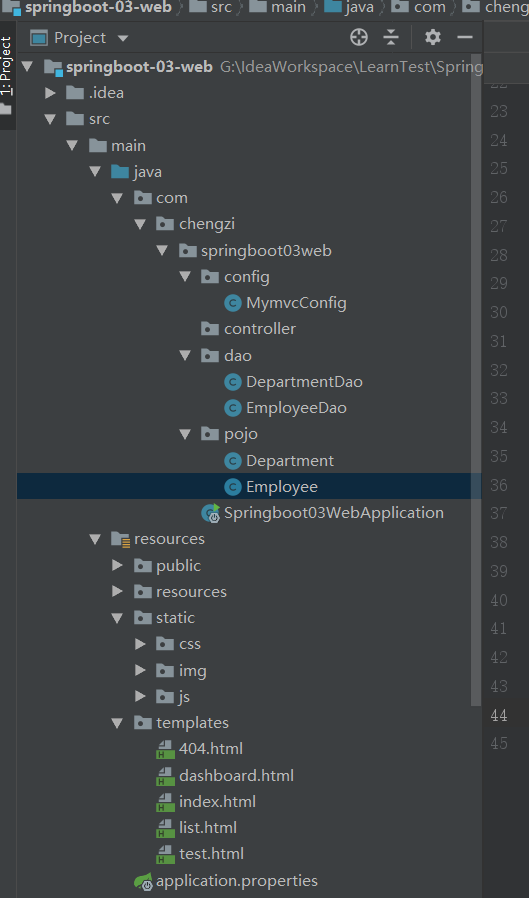 springboot-03-web src main java com cheng
Project
1: Project
springboot-03-web G:\IdeaWorkspace\LearnTest\Spring
.idea
src
main
java
com
chengzi
springboot03web
config
MymvcConfig
controller
dao
DepartmentDao
EmployeeDao
pojo
Department
Employee
Springboot03WebApplication
resources
public
resources
static
css
img
js
templates
404.html
dashboard.html
index.html
list.html
test.html
application.properties
23
24
25
26
27
28
29
30
31
32
33
34
35
36
37
38
39
40
41
42
43
44
45